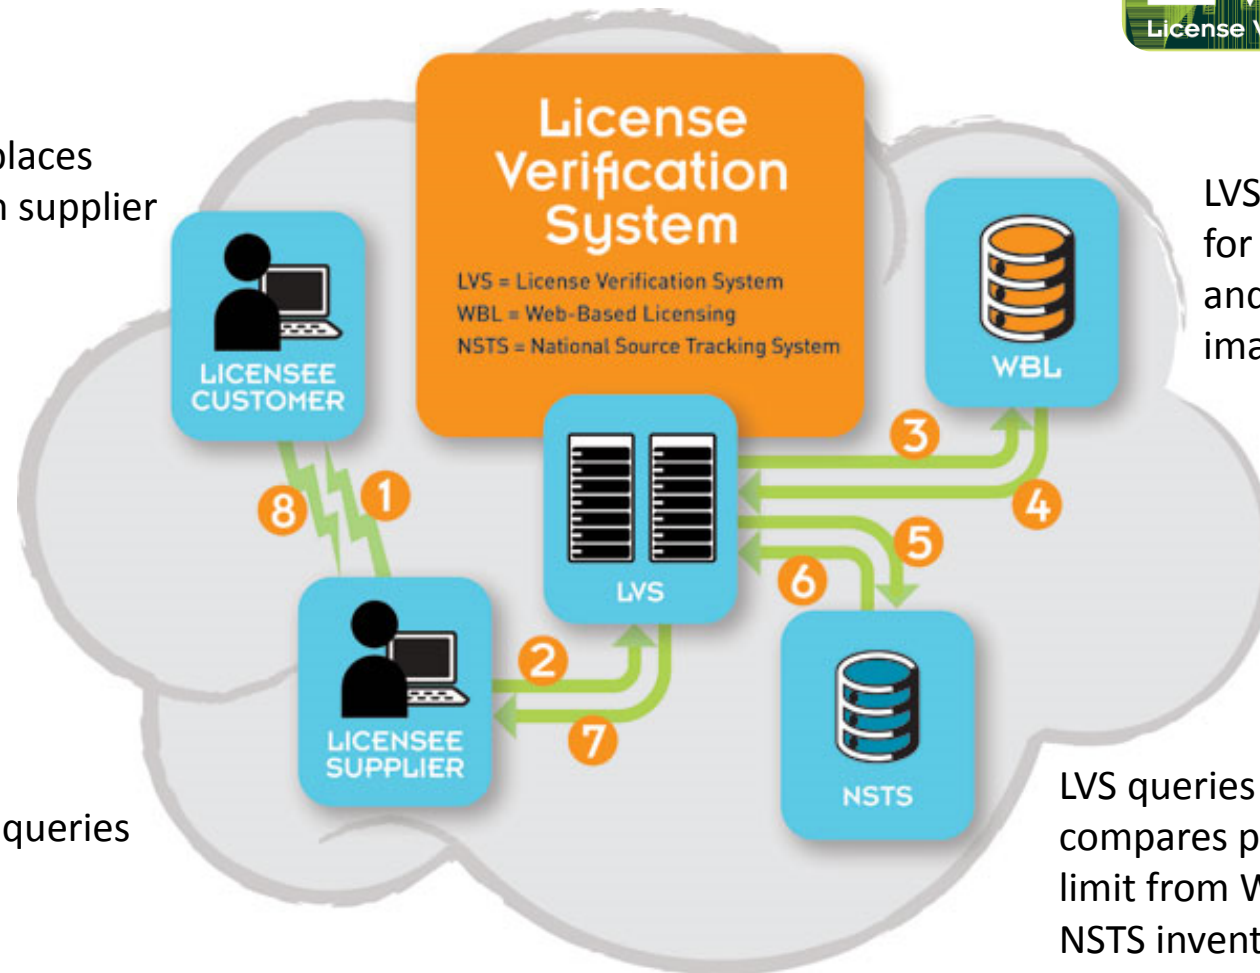 License
places
supplier
License
Verification
System
LVS = License Verification System
WBL = Web-Based Licensing
NSTS = National Source Tracking System
LVS
for
and
WBL
LICENSEE
CUSTOMER
3
4
8
1
5
6
LVS
2
7
LICENSEE
SUPPLIER
NSTS
queries
LVS queries
compares
limit from
NSTS